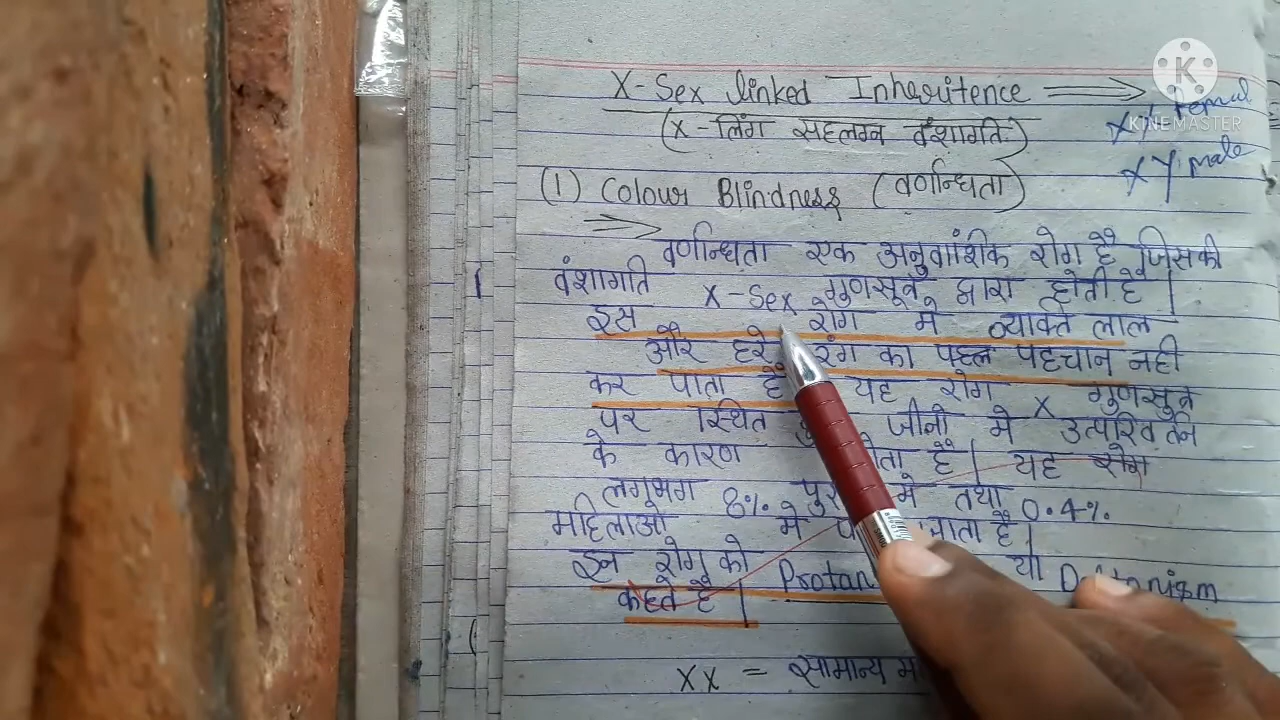 X-Sex linked Inheritence
(X-लिंग सहलग्न वंशागति)
XX Femal
XY male
KINEMASTER
(1) Colour Blindness (वर्णान्धिता)
वर्णान्धिता एक अनुवांशिक रोग है जिसकी
वंशागति X-Sex गुणसूत्र द्वारा होती है।
इस रोग में व्यक्ति लाल
और हरे रंग का पहल पहचान नही
कर पाता है यह रोग X गुणसूत्र
पर स्थित जीनो मे उत्परिवर्तन
के कारण होता है। यह रोग
लगभग 8% में तथा 0.4%
महिलाओ मे जाता है।
इन रोग को या
कहते है।
XX = सामान्य